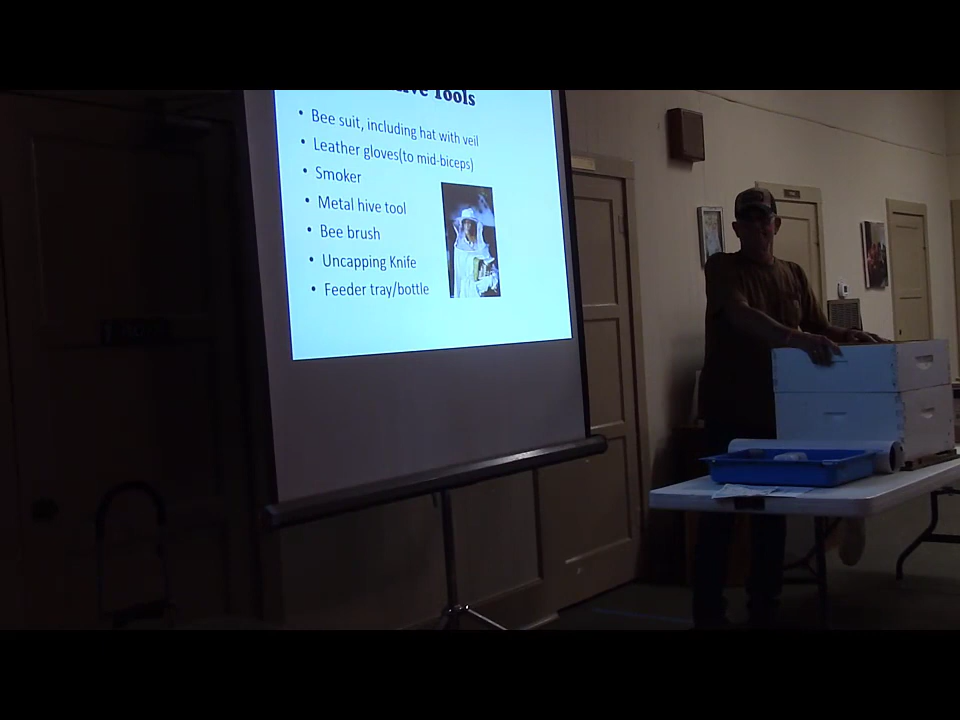 Tools
• Bee suit, including hat with veil
• Leather gloves(to mid-biceps)
• Smoker
• Metal hive tool
• Bee brush
• Uncapping Knife
• Feeder tray/bottle